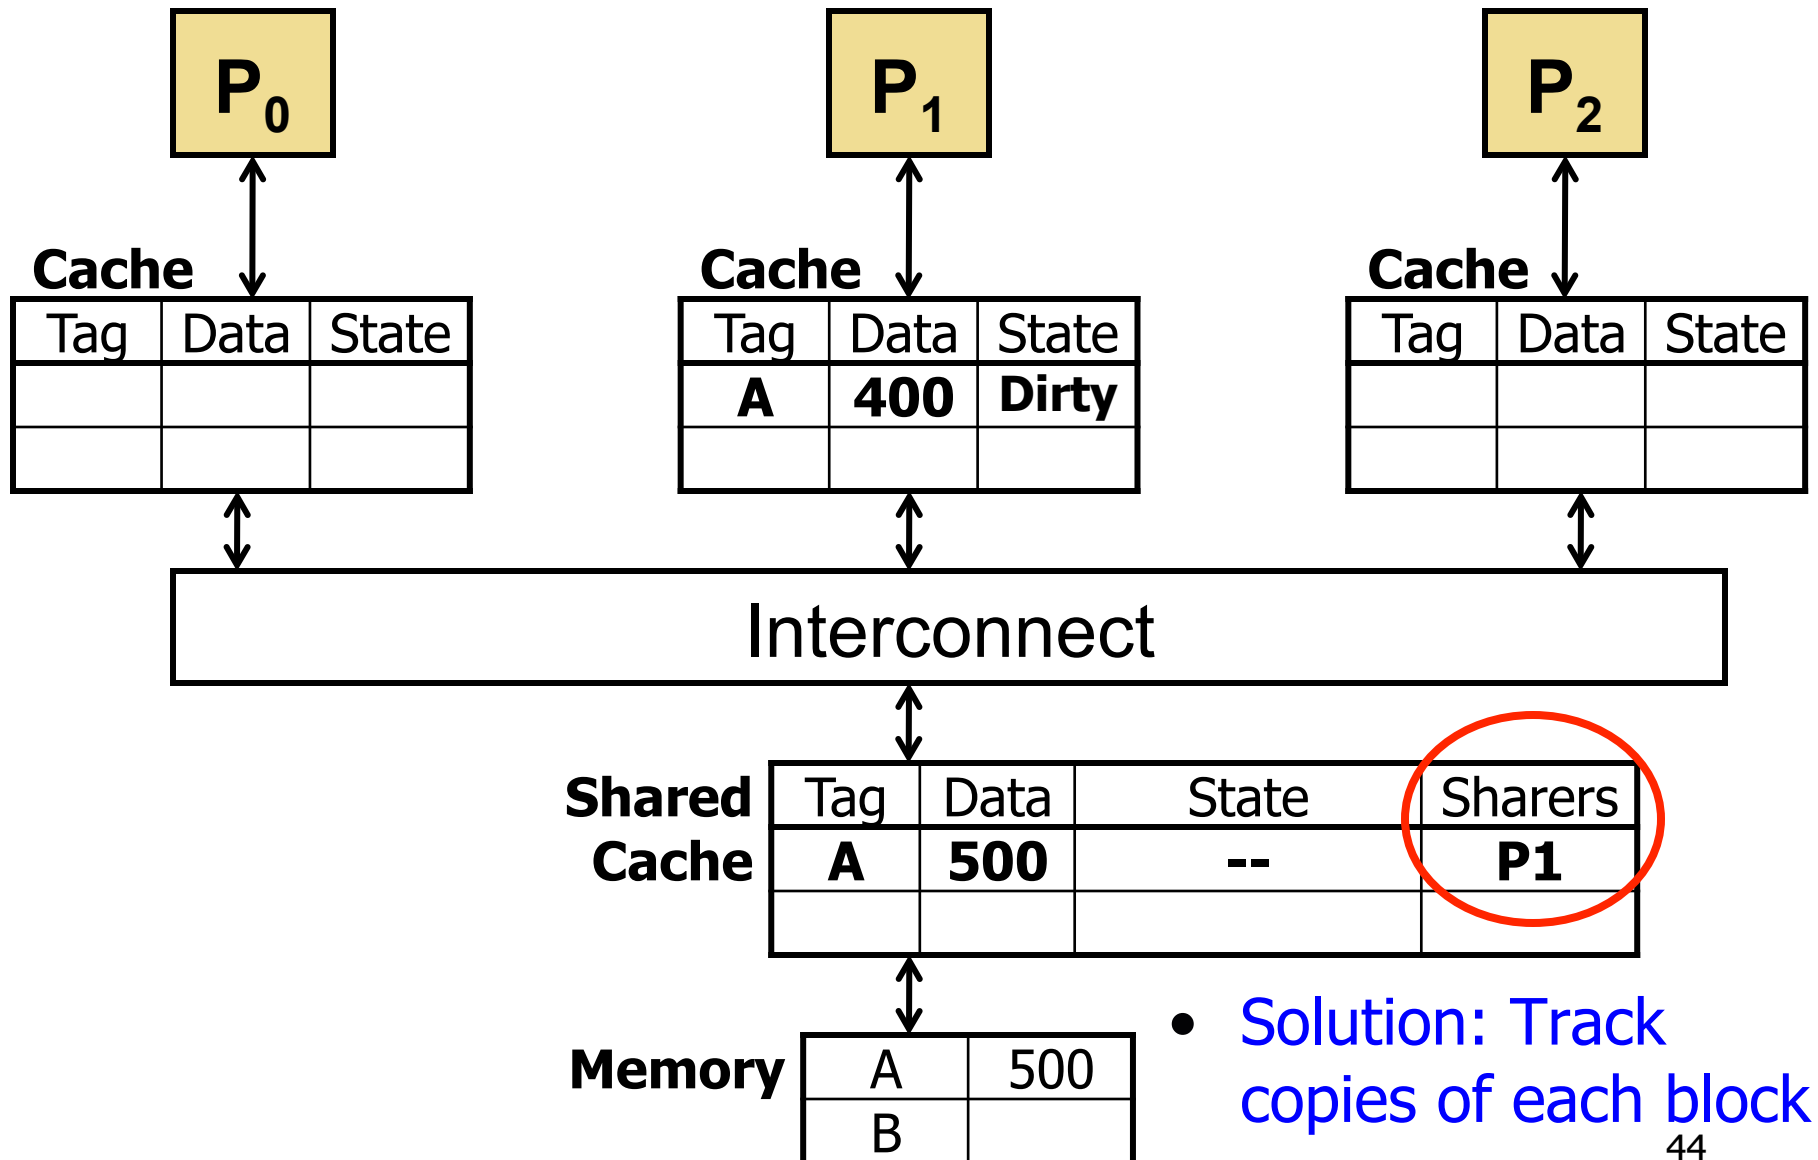 P0 P1 P2
Cache Cache Cache
Tag Data State Tag Data State Tag Data State
A 400 Dirty
Interconnect
Shared Tag Data State Sharers
Cache A 500 -- P1
• Solution: Track
Memory A 500
copies of each block
B
44